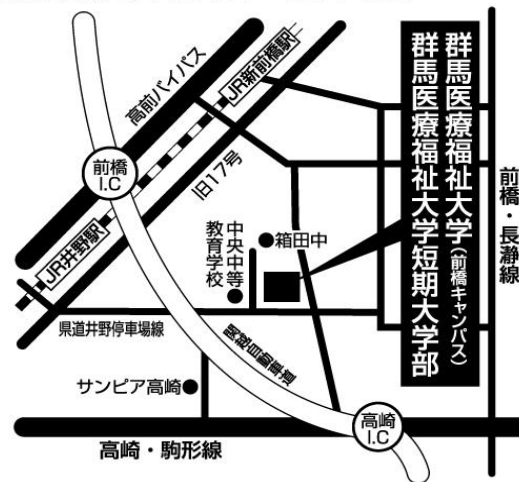 高前バイパス
JR新前橋駅
旧17号
前橋
I.C
JR井野駅
中央中等
教育学校
箱田中
群馬医療福祉大学(前橋キャンパス)
群馬医療福祉大学短期大学部
前橋・長瀞線
県道井野停車場線
関越自動車道
サンピア高崎
高崎
I.C
高崎・駒形線